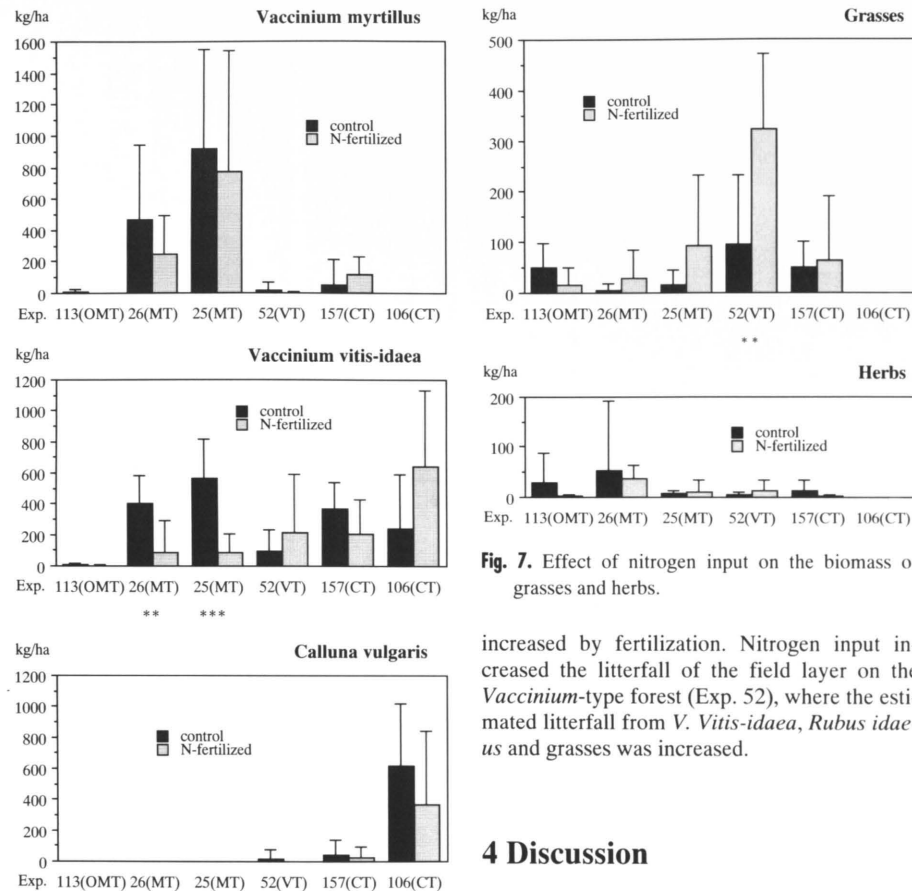 kg/ha
Vaccinium myrtillus
1600
1400
1200
1000
800
600
400
200
0
control
N-fertilized
Exp. 113(OMT) 26(MT) 25(MT) 52(VT) 157(CT) 106(CT)
kg/ha
Vaccinium vitis-idaea
1200
1000
800
600
400
200
0
control
N-fertilized
Exp. 113(OMT) 26(MT) 25(MT) 52(VT) 157(CT) 106(CT)
** ***
kg/ha
Calluna vulgaris
1200
1000
800
600
400
200
0
control
N-fertilized
Exp. 113(OMT) 26(MT) 25(MT) 52(VT) 157(CT) 106(CT)
kg/ha
Grasses
500
400
300
200
100
0
control
N-fertilized
Exp. 113(OMT) 26(MT) 25(MT) 52(VT) 157(CT) 106(CT)
**
kg/ha
Herbs
200
100
0
control
N-fertilized
Exp. 113(OMT) 26(MT) 25(MT) 52(VT) 157(CT) 106(CT)
Fig. 7. Effect of nitrogen input on the biomass o
grasses and herbs.
increased by fertilization. Nitrogen input in-
creased the litterfall of the field layer on the
Vaccinium-type forest (Exp. 52), where the esti-
mated litterfall from V. Vitis-idaea, Rubus idae-
us and grasses was increased.
4 Discussion